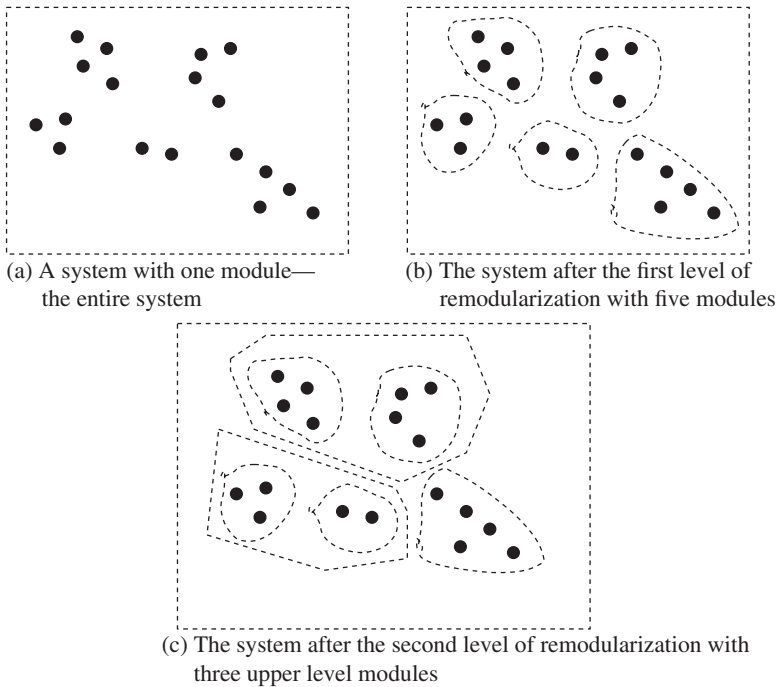 (a) A system with one module—
the entire system
(b) The system after the first level of
remodularization with five modules
(c) The system after the second level of remodularization with
three upper level modules